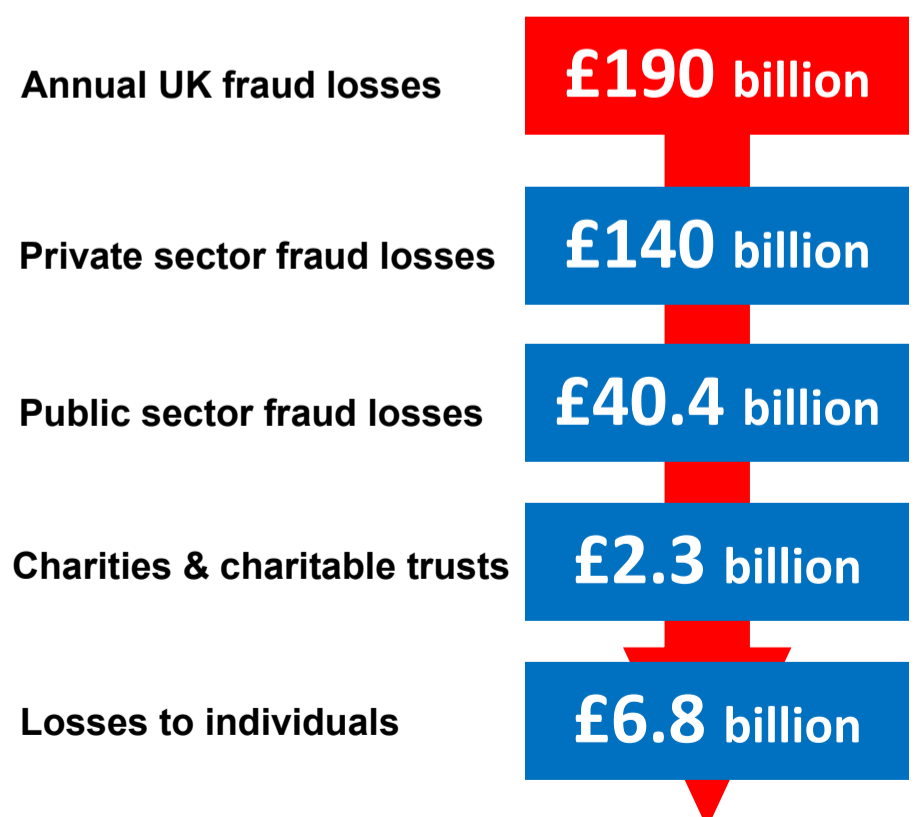 Annual UK fraud losses £190 billion
Private sector fraud losses £140 billion
Public sector fraud losses £40.4 billion
Charities & charitable trusts £2.3 billion
Losses to individuals £6.8 billion